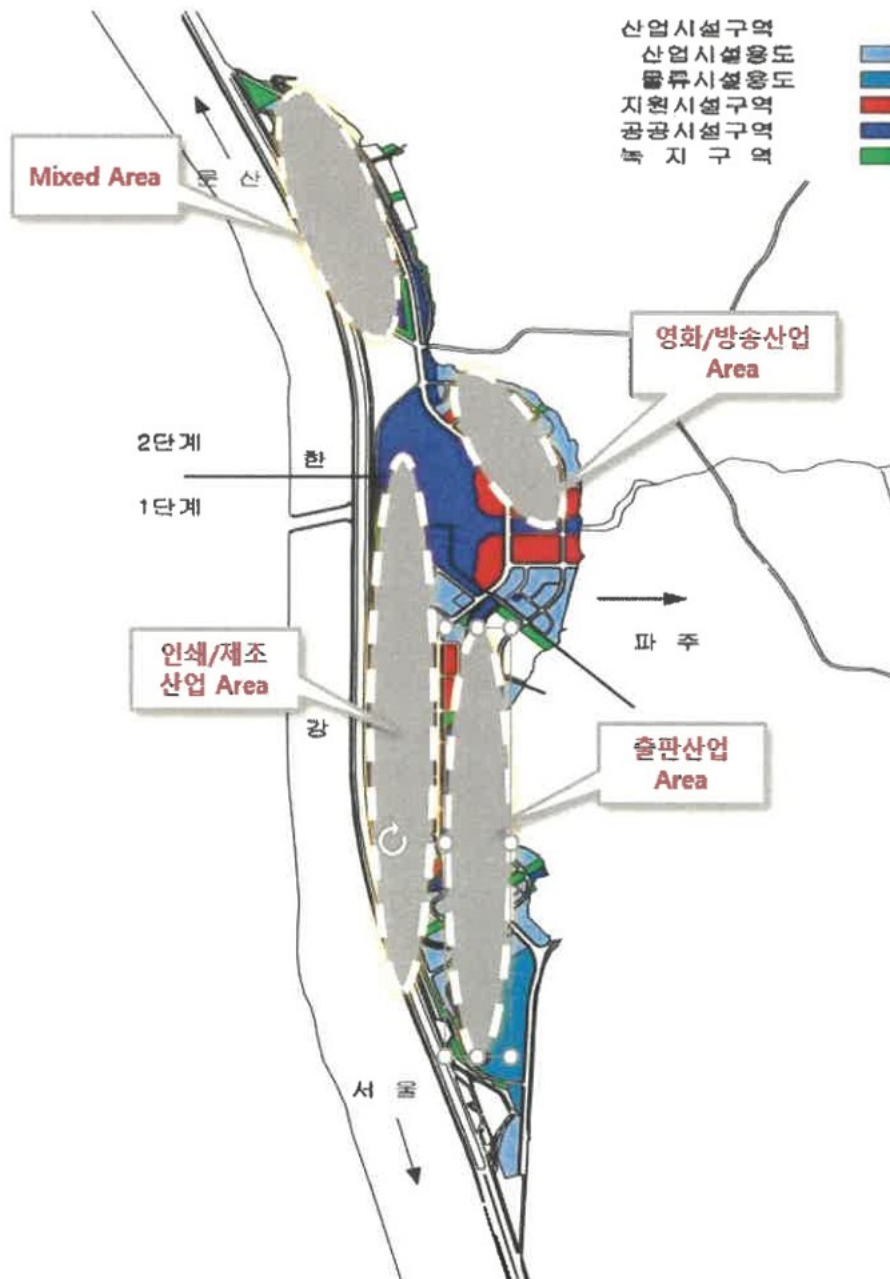 산업시설구역
산업시설용도
물류시설용도
지원시설구역
공공시설구역
녹지구역
Mixed Area
문산
영화/방송산업
Area
2단계
한
1단계
파주
인쇄/제조
산업 Area
강
출판산업
Area
서울